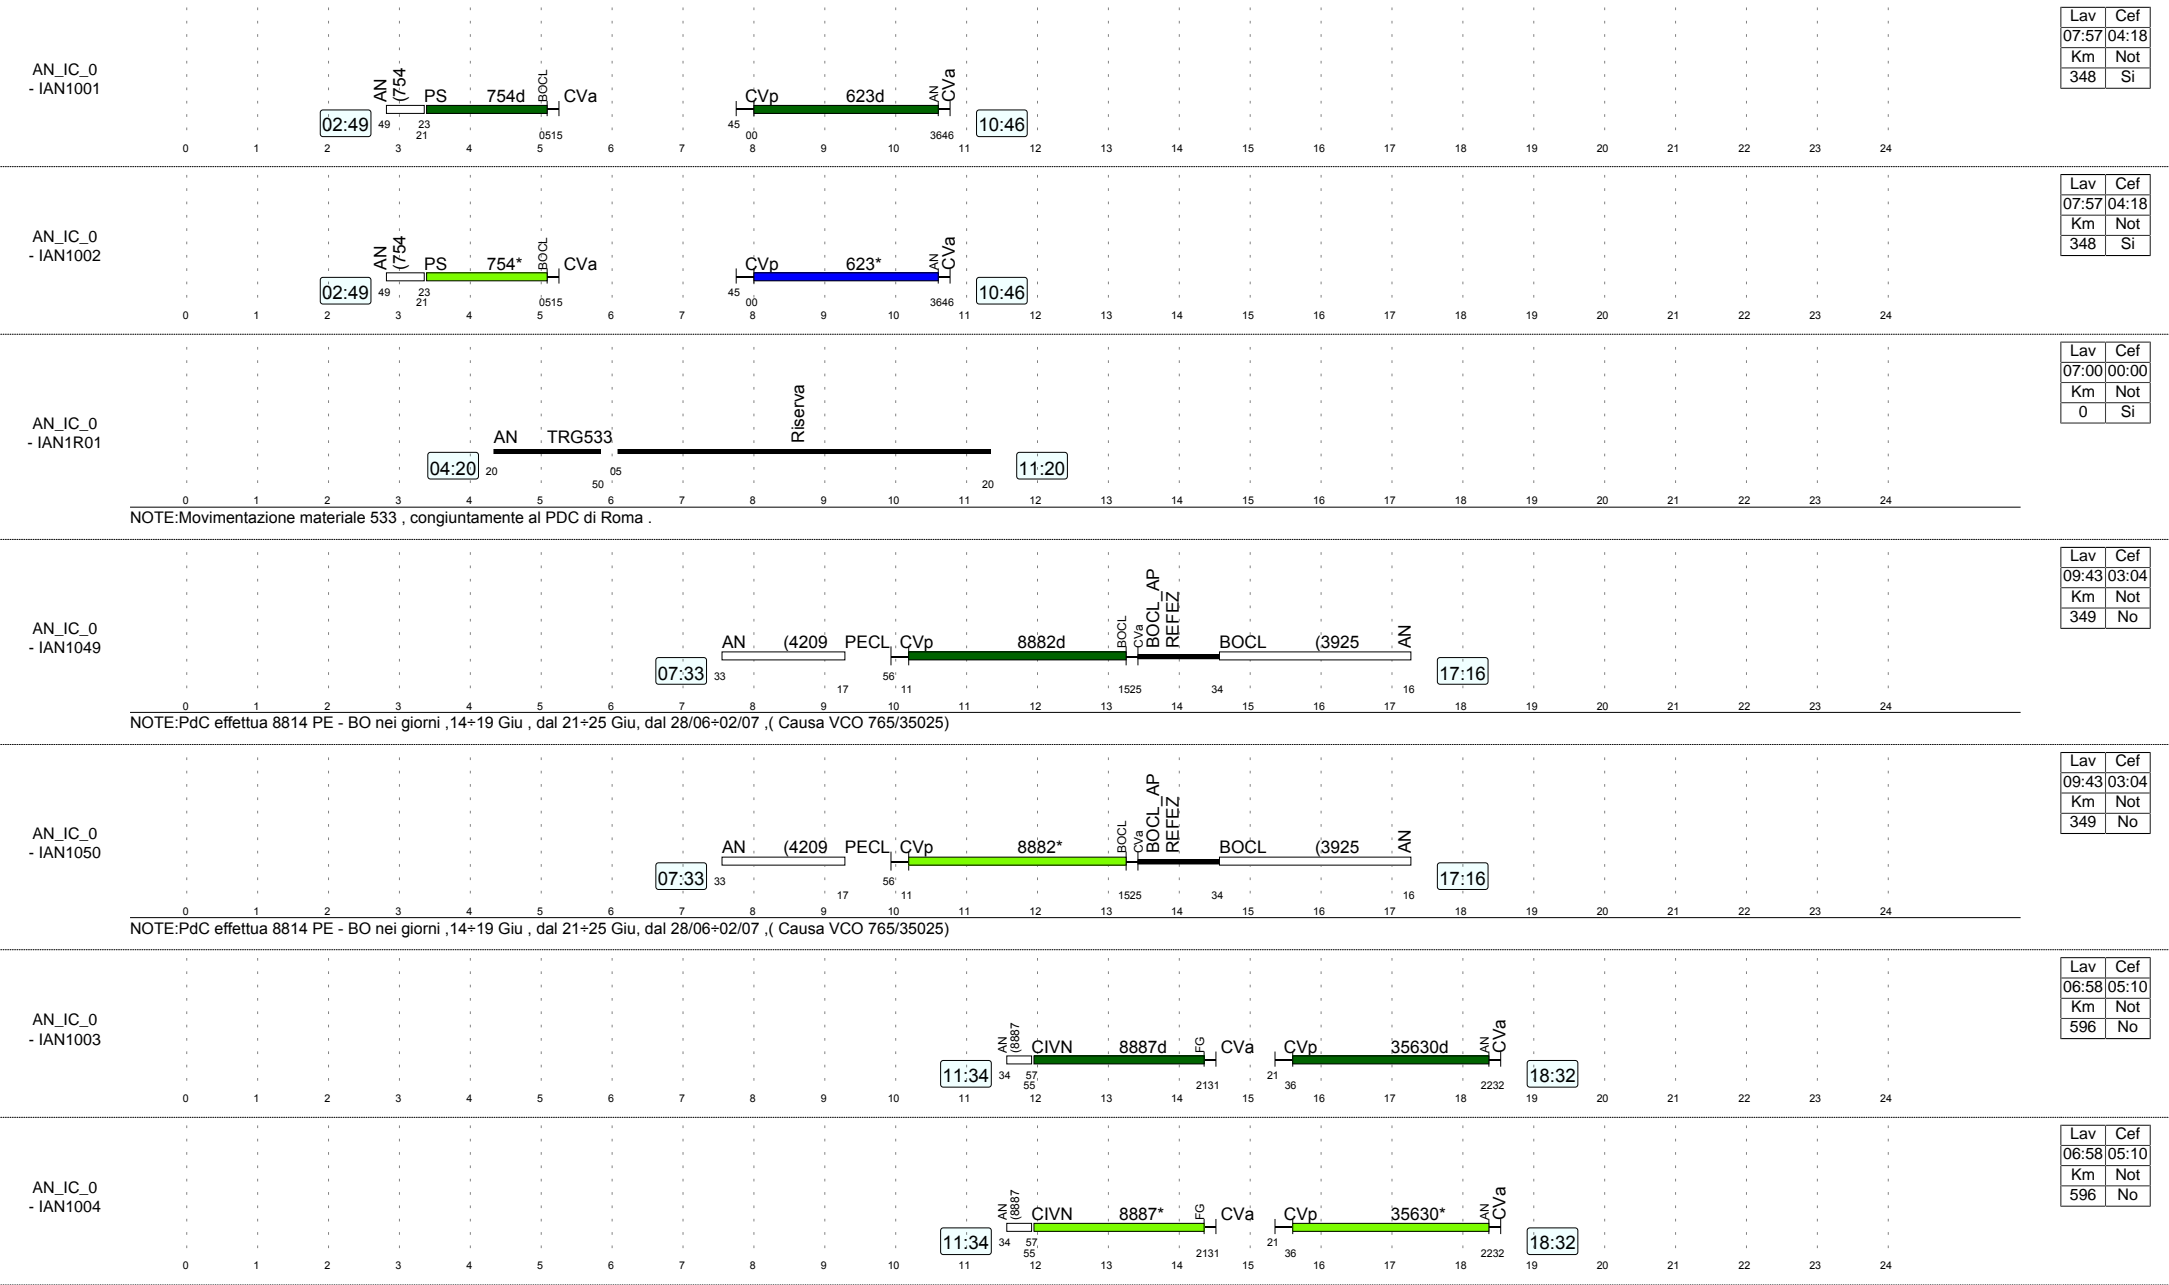 Lav Cef
07:57 04:18
Km Not
348 Si
AN_IC_0
- IAN1001
AN
(754
PS 754d
BOCL
CVa
CVp 623d
AN
CVa
02:49
49 23 0515 45 00 3646
21
10:46
0 1 2 3 4 5 6 7 8 9 10 11 12 13 14 15 16 17 18 19 20 21 22 23 24
Lav Cef
07:57 04:18
Km Not
348 Si
AN_IC_0
- IAN1002
AN
(754
PS 754*
BOCL
CVa
CVp 623*
AN
CVa
02:49
49 23 0515 45 00 3646
21
10:46
0 1 2 3 4 5 6 7 8 9 10 11 12 13 14 15 16 17 18 19 20 21 22 23 24
Lav Cef
07:00 00:00
Km Not
0 Si
AN_IC_0
- IAN1R01
AN TRG533
Riserva
04:20
20 05
50 20
11:20
0 1 2 3 4 5 6 7 8 9 10 11 12 13 14 15 16 17 18 19 20 21 22 23 24
NOTE:Movimentazione materiale 533 , congiuntamente al PDC di Roma .
Lav Cef
09:43 03:04
Km Not
349 No
AN_IC_0
- IAN1049
AN (4209 PECL CVp 8882d
BOCL
CVa
BOCL_AP
REFEZ
BOCL (3925
AN
07:33
33 56
17 11 1525 34 16
17:16
0 1 2 3 4 5 6 7 8 9 10 11 12 13 14 15 16 17 18 19 20 21 22 23 24
NOTE:PdC effettua 8814 PE - BO nei giorni ,14÷19 Giu , dal 21÷25 Giu, dal 28/06÷02/07 ,( Causa VCO 765/35025)
Lav Cef
09:43 03:04
Km Not
349 No
AN_IC_0
- IAN1050
AN (4209 PECL CVp 8882*
BOCL
CVa
BOCL_AP
REFEZ
BOCL (3925
AN
07:33
33 56
17 11 1525 34 16
17:16
0 1 2 3 4 5 6 7 8 9 10 11 12 13 14 15 16 17 18 19 20 21 22 23 24
NOTE:PdC effettua 8814 PE - BO nei giorni ,14÷19 Giu , dal 21÷25 Giu, dal 28/06÷02/07 ,( Causa VCO 765/35025)
Lav Cef
06:58 05:10
Km Not
596 No
AN_IC_0
- IAN1003
AN
(8887
CIVN 8887d
FG
CVa
CVp 35630d
AN
CVa
11:34
34 57 21
55 2131 36 2232
18:32
0 1 2 3 4 5 6 7 8 9 10 11 12 13 14 15 16 17 18 19 20 21 22 23 24
Lav Cef
06:58 05:10
Km Not
596 No
AN_IC_0
- IAN1004
AN
(8887
CIVN 8887*
FG
CVa
CVp 35630*
AN
CVa
11:34
34 57 21
55 2131 36 2232
18:32
0 1 2 3 4 5 6 7 8 9 10 11 12 13 14 15 16 17 18 19 20 21 22 23 24